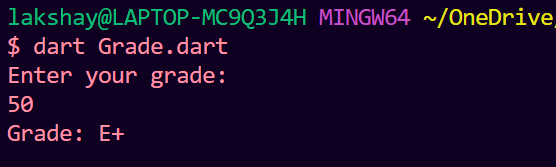 lakshay@LAPTOP-MC9Q3J4H MINGW64 ~/OneDrive/
$ dart Grade.dart
Enter your grade:
50
Grade: E+